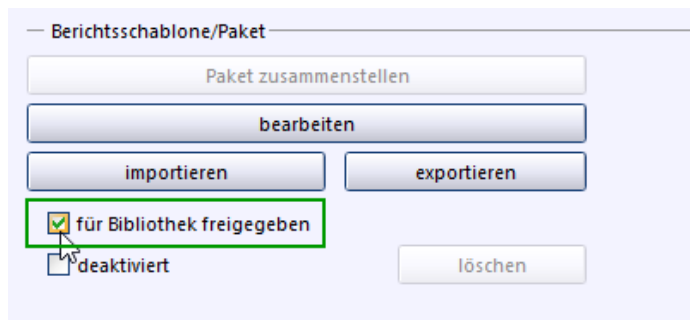 Berichtsschablone/Paket
Paket zusammenstellen
bearbeiten
importieren exportieren
für Bibliothek freigegeben
deaktiviert löschen